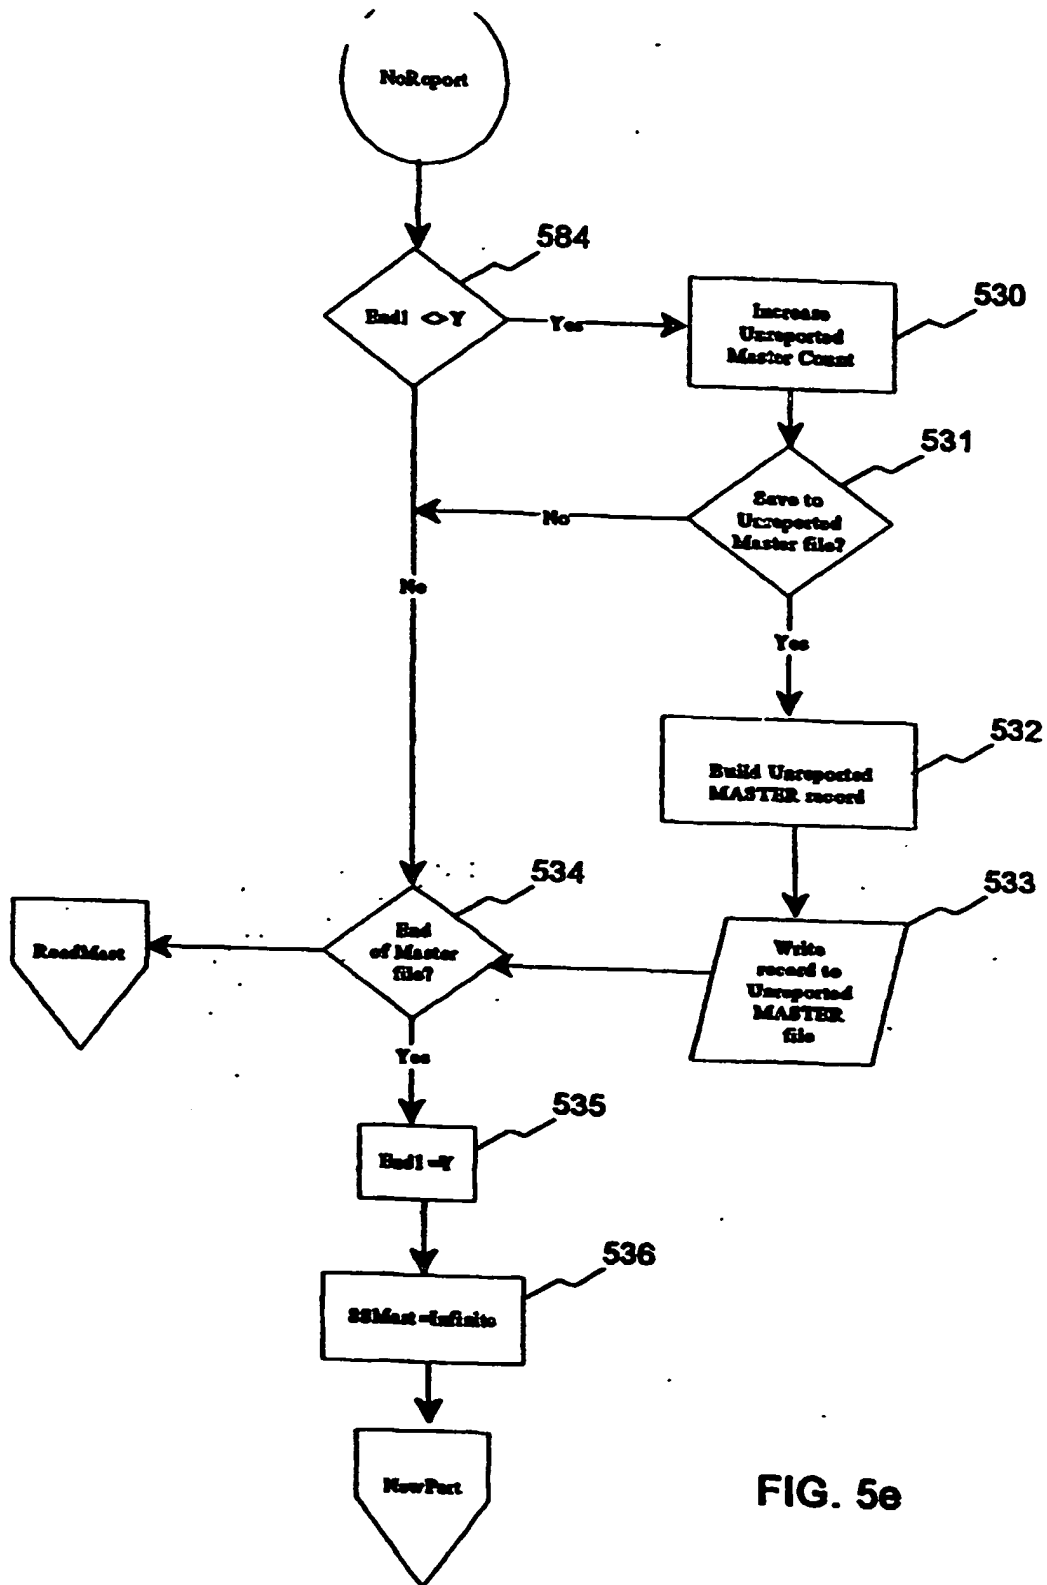 NoReport
584
End1 <> Y
Yes
530
Increase
Unreported
Master Count
531
Save to
Unreported
Master file?
No
No
Yes
532
Build Unreported
MASTER record
534
533
ReadMast
End
of Master
file?
Write
record to
Unreported
MASTER
file
Yes
535
End1=Y
536
SSMast=Infinite
NewPart
FIG. 5e